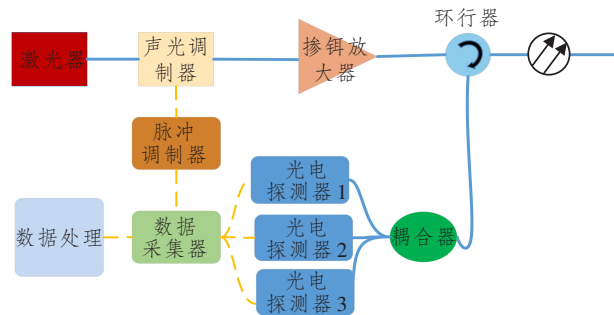 环行器
激光器
声光调
制器
掺铒放
大器
脉冲
调制器
光电
探测器1
数据处理
数据
采集器
光电
探测器2
耦合器
光电
探测器3